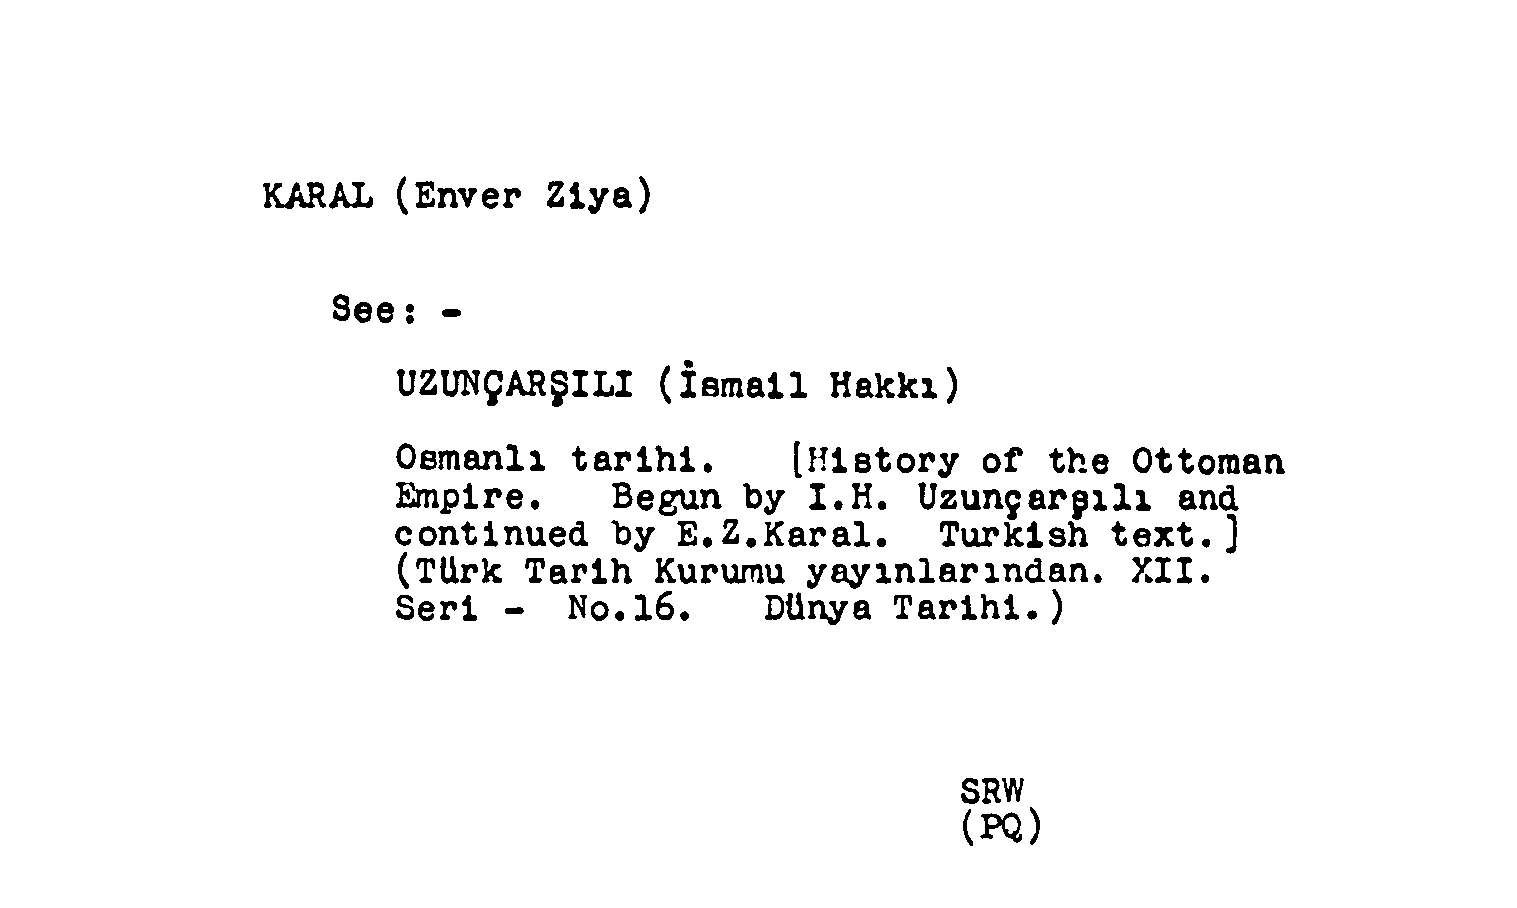 KARAL (Enver Ziya)
See: -
UZUNÇARŞILI (İsmail Hakkı)
Osmanlı tarihi. [History of the Ottoman
Empire. Begun by I.H. Uzunçarşılı and
continued by E.Z.Karal. Turkish text.]
(Türk Tarih Kurumu yayınlarından. XII.
Seri - No.16. Dünya Tarihi.)
SRW
(PQ)